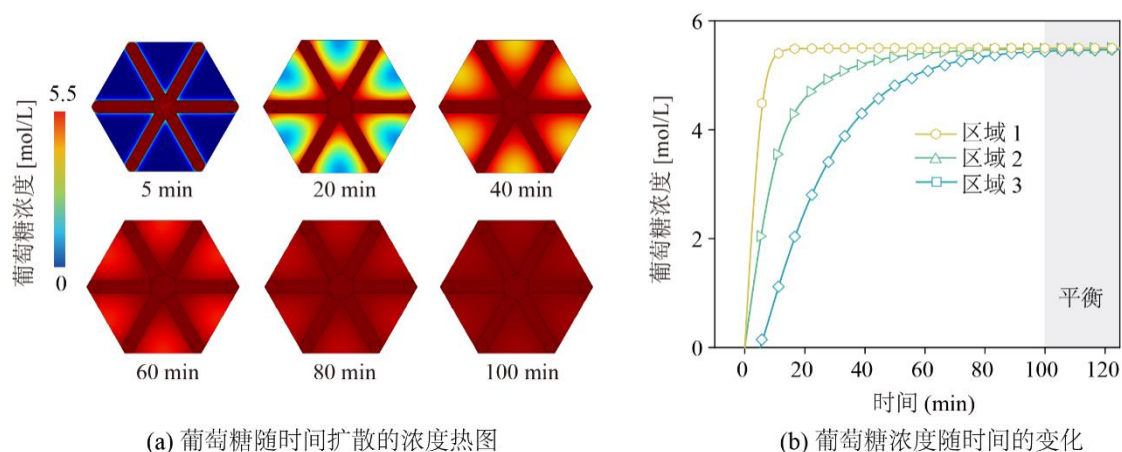 葡萄糖浓度 [mol/L]
5.5
0
5 min
20 min
40 min
60 min
80 min
100 min
(a) 葡萄糖随时间扩散的浓度热图
葡萄糖浓度 [mol/L]
6
4
2
0
区域 1
区域 2
区域 3
平衡
0 20 40 60 80 100 120
时间 (min)
(b) 葡萄糖浓度随时间的变化